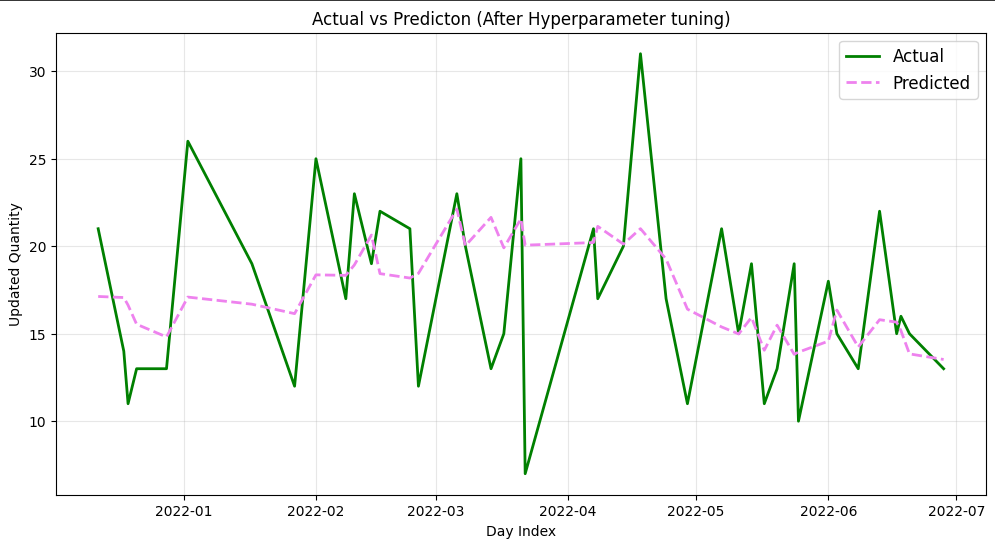 Actual vs Predicton (After Hyperparameter tuning)
Actual
Predicted
Updated Quantity
30
25
20
15
10
2022-01 2022-02 2022-03 2022-04 2022-05 2022-06 2022-07
Day Index